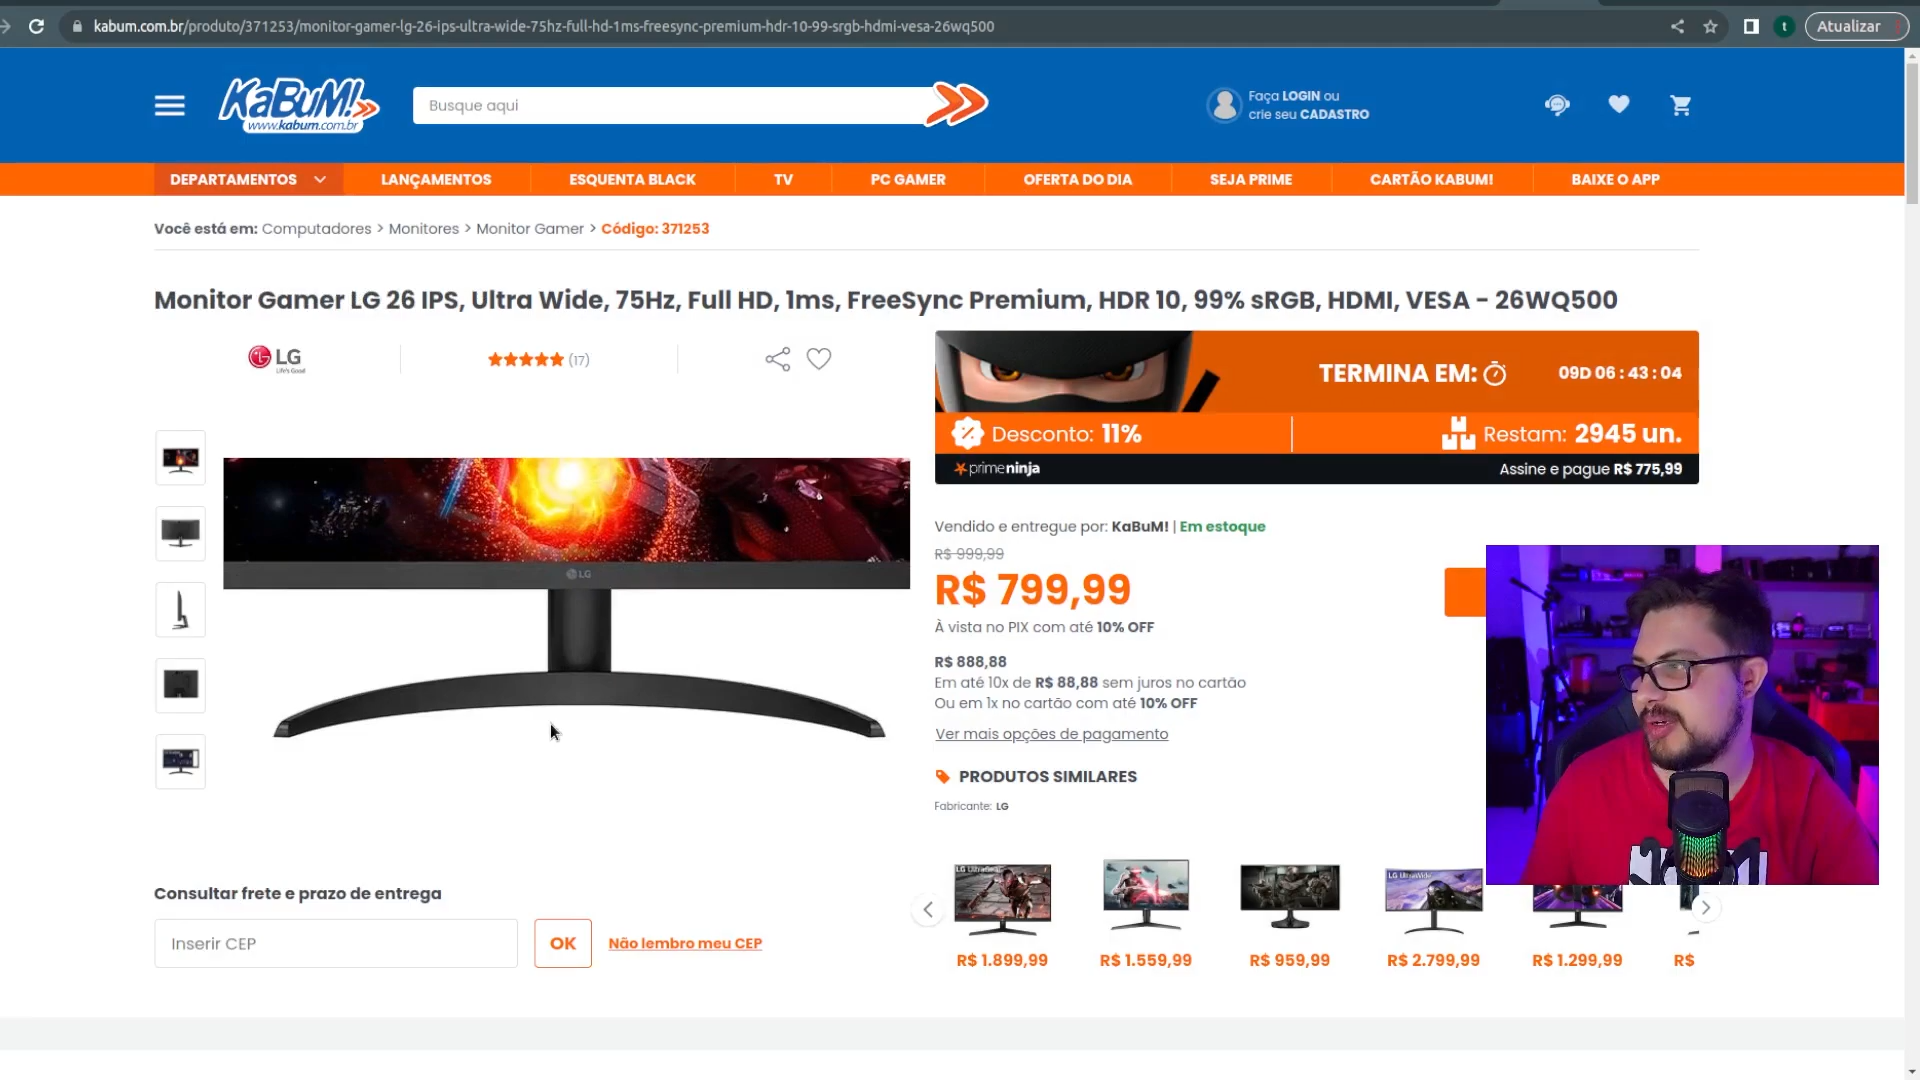 kabum.com.br/produto/371253/monitor-gamer-lg-26-ips-ultra-wide-75hz-full-hd-1ms-freesync-premium-hdr-10-99-srgb-hdmi-vesa-26wq500
t
Atualizar
KaBuM!
www.kabum.com.br
Busque aqui
Faça LOGIN ou
crie seu CADASTRO
DEPARTAMENTOS
LANÇAMENTOS
ESQUENTA BLACK
TV
PC GAMER
OFERTA DO DIA
SEJA PRIME
CARTÃO KABUM!
BAIXE O APP
Você está em: Computadores > Monitores > Monitor Gamer > Código: 371253
Monitor Gamer LG 26 IPS, Ultra Wide, 75Hz, Full HD, 1ms, FreeSync Premium, HDR 10, 99% sRGB, HDMI, VESA - 26WQ500
LG
Life's Good
(17)
TERMINA EM:
09D 06 : 43 : 04
Desconto: 11%
Restam: 2945 un.
primeninja
Assine e pague R$ 775,99
LG
Vendido e entregue por: KaBuM! | Em estoque
R$ 999,99
R$ 799,99
À vista no PIX com até 10% OFF
R$ 888,88
Em até 10x de R$ 88,88 sem juros no cartão
Ou em 1x no cartão com até 10% OFF
Ver mais opções de pagamento
PRODUTOS SIMILARES
Fabricante: LG
LG UltraGear
LG UltraWide
R$ 1.899,99
R$ 1.559,99
R$ 959,99
R$ 2.799,99
R$ 1.299,99
R$
Consultar frete e prazo de entrega
Inserir CEP
OK
Não lembro meu CEP